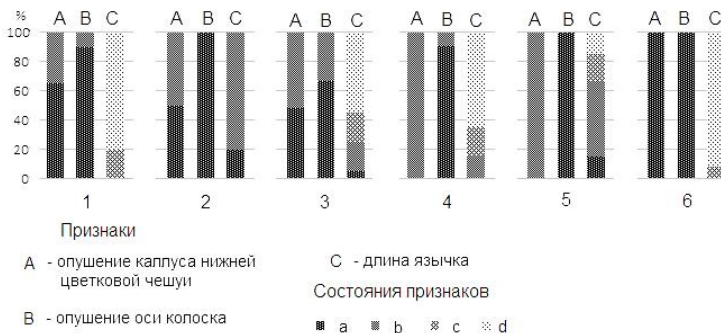 %
A B C A B C A B C A B C A B C A B C
100
80
60
40
20
0
1 2 3 4 5 6
Признаки
A - опушение каллуса нижней
цветковой чешуи
B - опушение оси колоска
C - длина язычка
Состояния признаков
a b c d